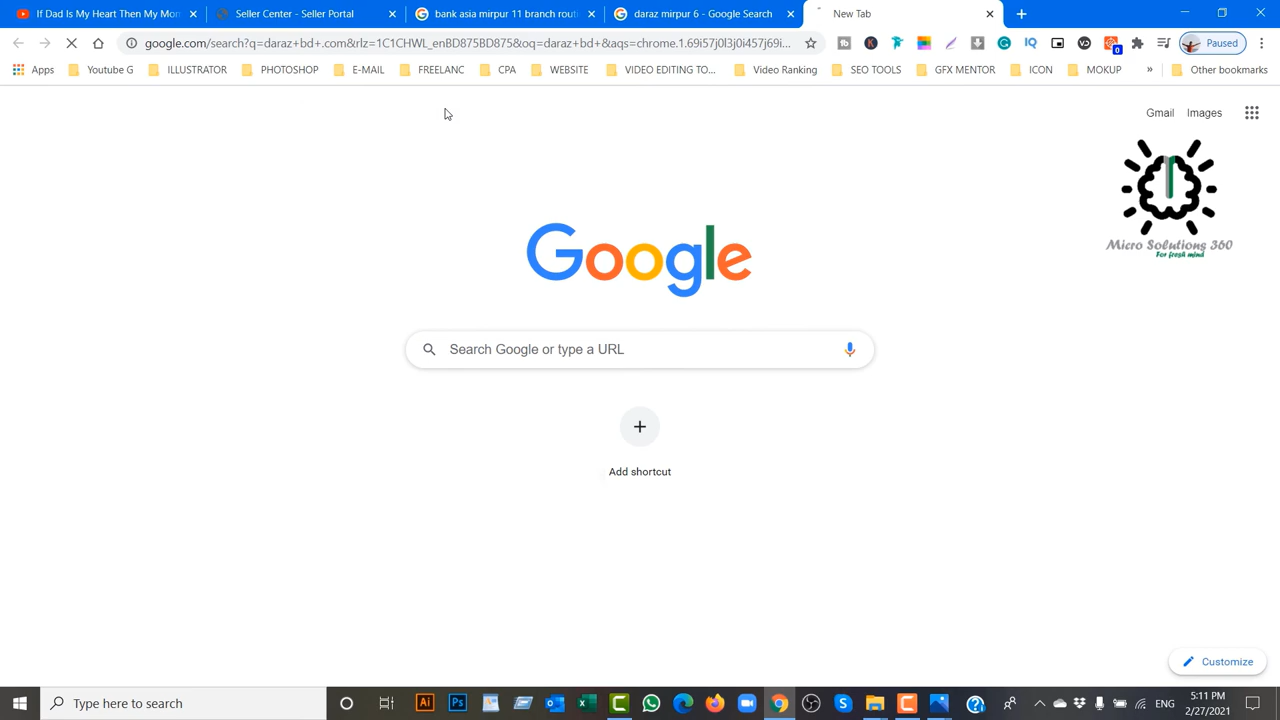 If Dad Is My Heart Then My Mon
Seller Center - Seller Portal
bank asia mirpur 11 branch rout
daraz mirpur 6 - Google Search
New Tab
google.com/search?q=daraz+bd+.com&rlz=1C1CHWL_enBD875BD875&oq=daraz+bd+&aqs=chrome.1.69i57j0l3j0i457j69i...
0
Paused
Apps
Youtube G
ILLUSTRATOR
PHOTOSHOP
E-MAIL
FREELANC
CPA
WEBSITE
VIDEO EDITING TO...
Video Ranking
SEO TOOLS
GFX MENTOR
ICON
MOKUP
»
Other bookmarks
Gmail
Images
Micro Solutions 360
For fresh mind
Google
Search Google or type a URL
Add shortcut
Customize
Type here to search
Ai
Ps
ENG
5:11 PM
2/27/2021